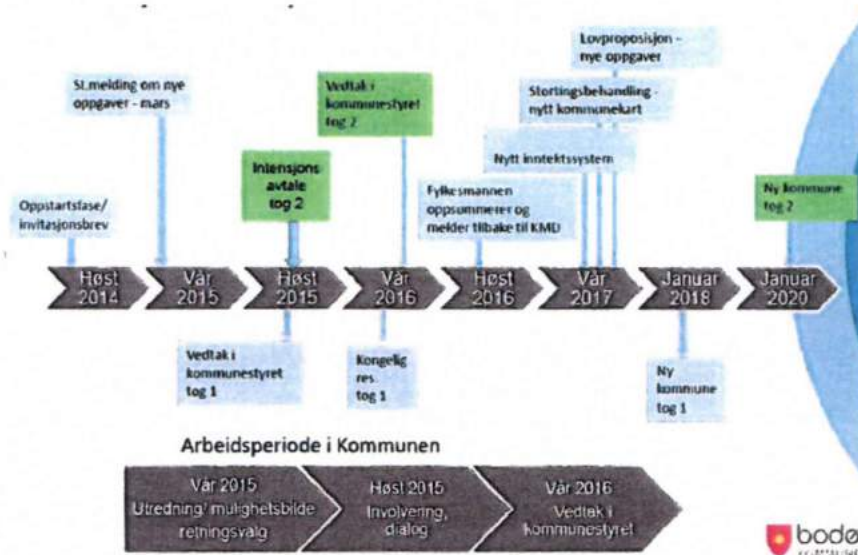 Lovproposisjon -
nye oppgaver
St.melding om nye
oppgaver - mars
Vedtak i
kommunestyret
tog 2
Stortingsbehandling -
nytt kommunekart
Intensjons
avtale
tog 2
Nytt inntektssystem
Oppstartsfase/
invitasjonsbrev
Fylkesmannen
oppsummerer og
melder tilbake til KMD
Ny kommune
tog 2
Høst
2014
Vår
2015
Høst
2015
Vår
2016
Høst
2016
Vår
2017
Januar
2018
Januar
2020
Vedtak i
kommunestyret
tog 1
Kongelig
res.
tog 1
Ny
kommune
tog 1
Arbeidsperiode i Kommunen
Vår 2015
Utredning/ mulighetsbilde
retningsvalg
Høst 2015
Involvering,
dialog
Vår 2016
Vedtak i
kommunestyret